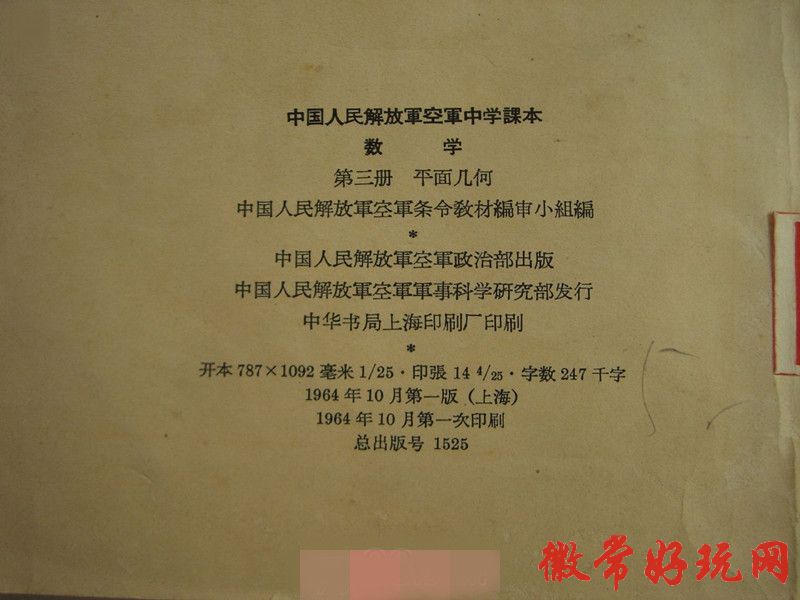 中国人民解放軍空軍中学課本
数 学
第三册 平面几何
中国人民解放軍空軍条令敎材編审小組編
*
中国人民解放軍空軍政治部出版
中国人民解放軍空軍軍事科学研究部发行
中华书局上海印刷厂印刷
*
开本 787×1092 毫米 1/25·印張 14 4/25·字数 247 千字
1964 年 10 月第一版 (上海)
1964 年 10 月第一次印刷
总出版号 1525
徽常好玩网